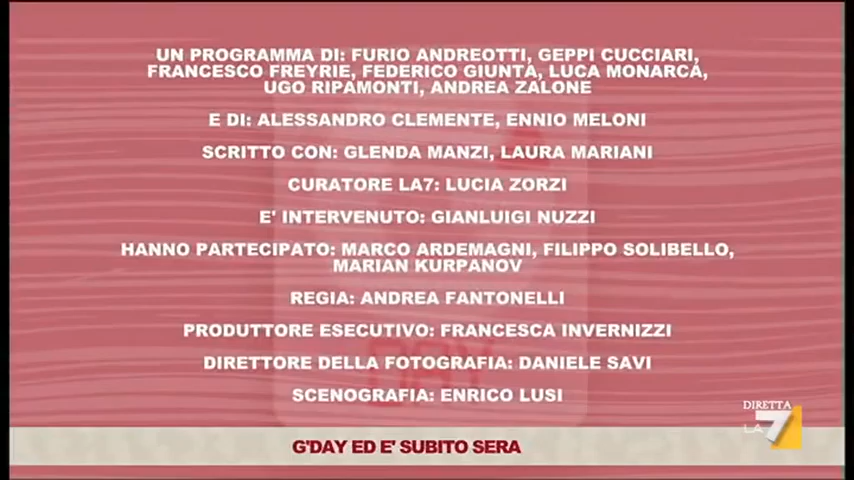 UN PROGRAMMA DI: FURIO ANDREOTTI, GEPPI CUCCIARI,
FRANCESCO FREYRIE, FEDERICO GIUNTA, LUCA MONARCA,
UGO RIPAMONTI, ANDREA ZALONE
E DI: ALESSANDRO CLEMENTE, ENNIO MELONI
SCRITTO CON: GLENDA MANZI, LAURA MARIANI
CURATORE LA7: LUCIA ZORZI
E' INTERVENUTO: GIANLUIGI NUZZI
HANNO PARTECIPATO: MARCO ARDEMAGNI, FILIPPO SOLIBELLO,
MARIAN KURPANOV
REGIA: ANDREA FANTONELLI
PRODUTTORE ESECUTIVO: FRANCESCA INVERNIZZI
DIRETTORE DELLA FOTOGRAFIA: DANIELE SAVI
SCENOGRAFIA: ENRICO LUSI
DIRETTA
LA 7
G'DAY ED E' SUBITO SERA